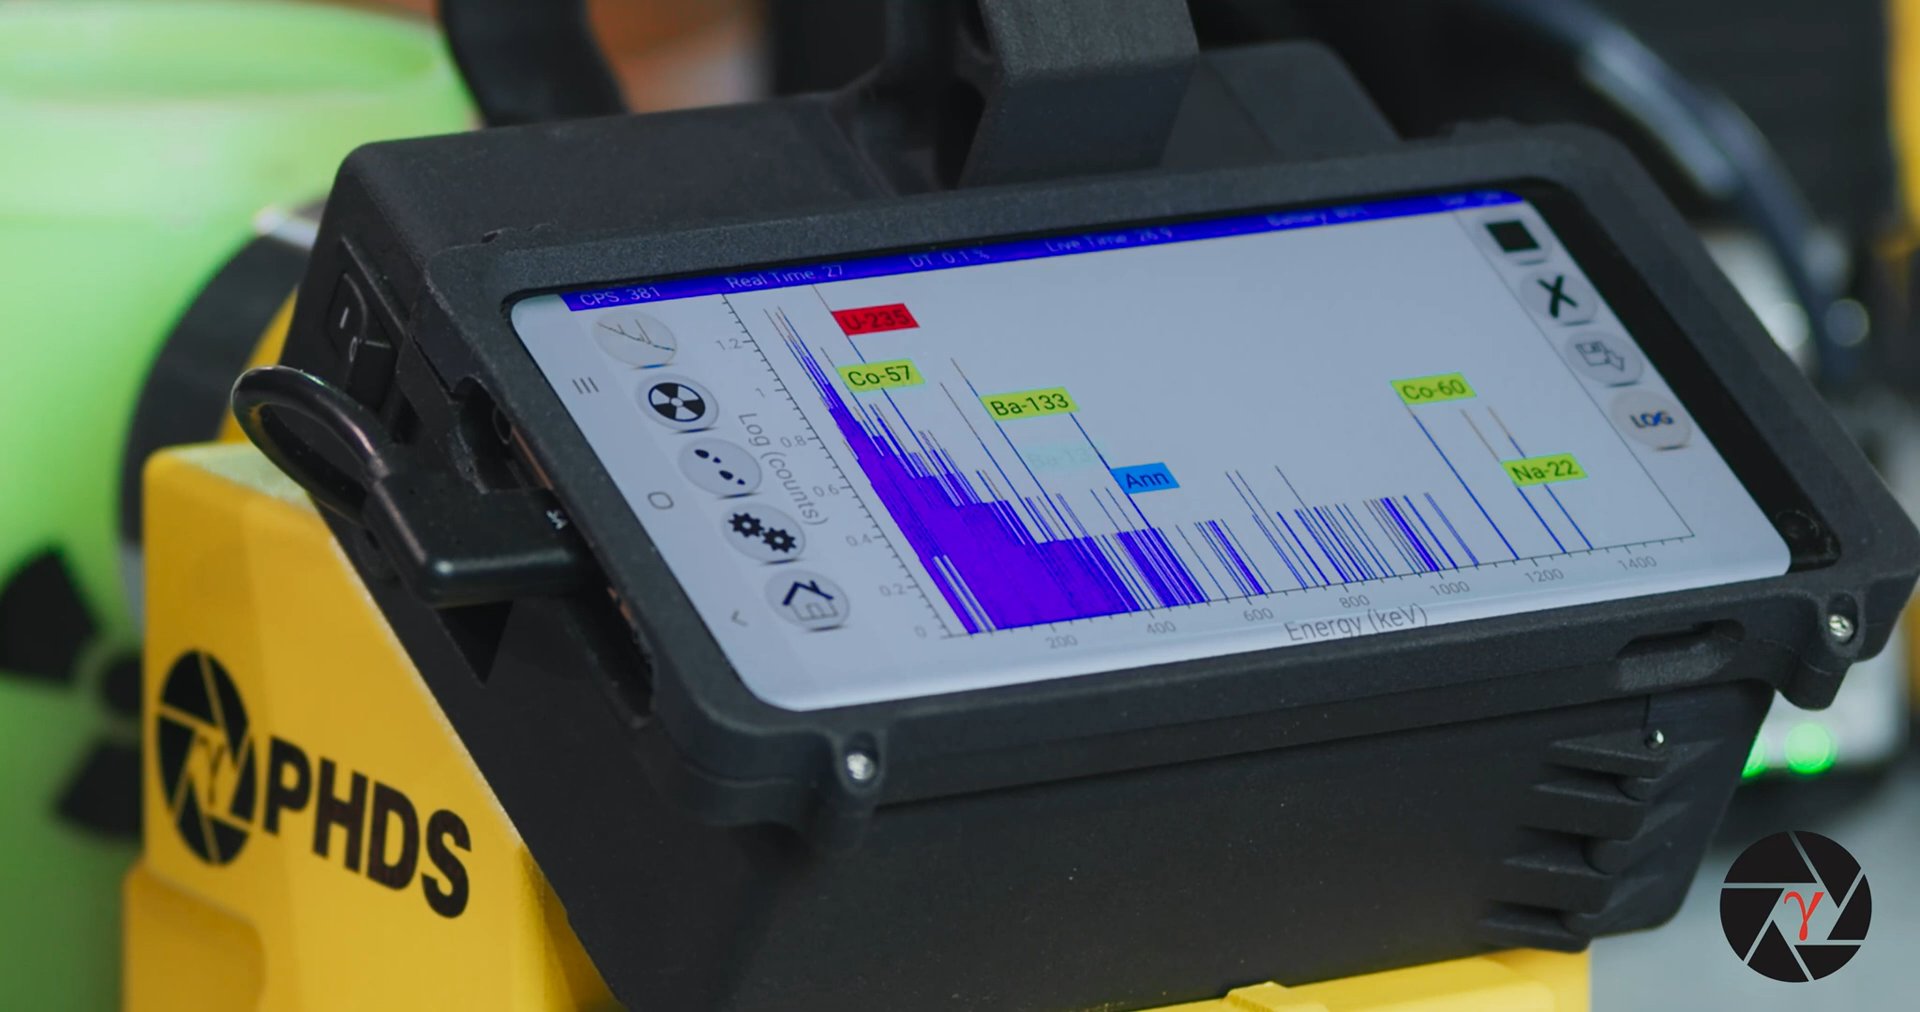 CPS: 381
Real Time: 27
DT 0.1 %
Live Time: 26.9
U-235
Co-57
Ba-133
Ann
Co-60
Na-22
LOG
Log (counts)
1.2
1
0.8
0.6
0.4
0.2
0
200
400
600
800
1000
1200
1400
Energy (keV)
γPHDS
γ